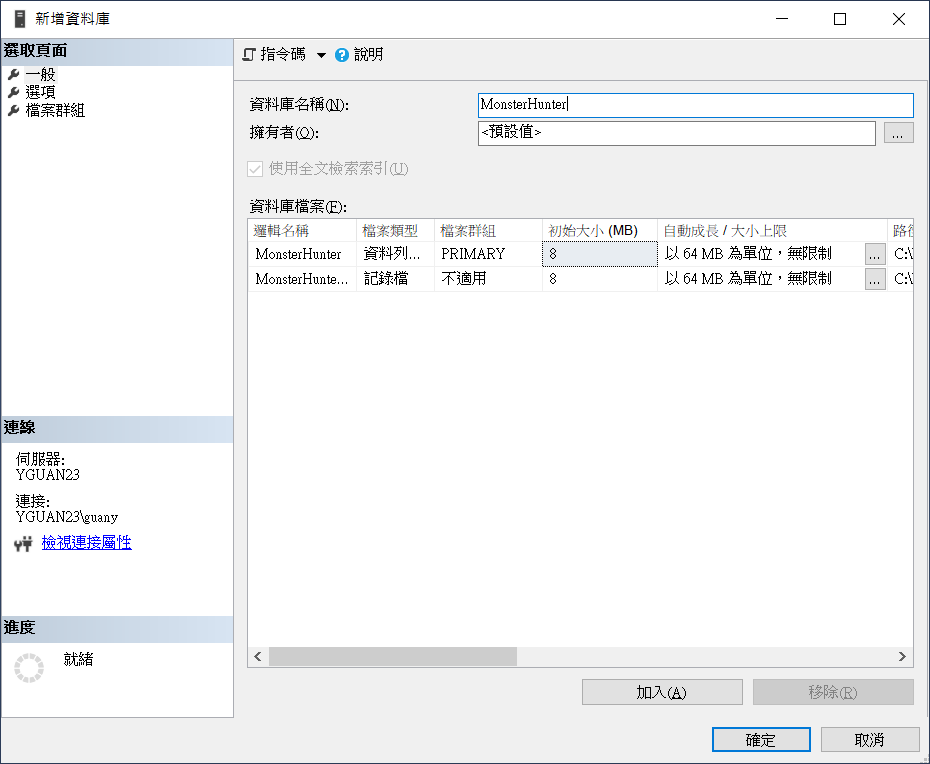 新增資料庫
選取頁面
一般
選項
檔案群組
指令碼 說明
資料庫名稱(N): MonsterHunter
擁有者(O): <預設值> ...
使用全文檢索索引(U)
資料庫檔案(F):
邏輯名稱 檔案類型 檔案群組 初始大小 (MB) 自動成長 / 大小上限
MonsterHunter 資料列... PRIMARY 8 以 64 MB 為單位，無限制 ... C:\
MonsterHunte... 記錄檔 不適用 8 以 64 MB 為單位，無限制 ... C:\
連線
伺服器:
YGUAN23
連接:
YGUAN23\guany
檢視連接屬性
進度
就緒
加入(A) 移除(R)
確定 取消